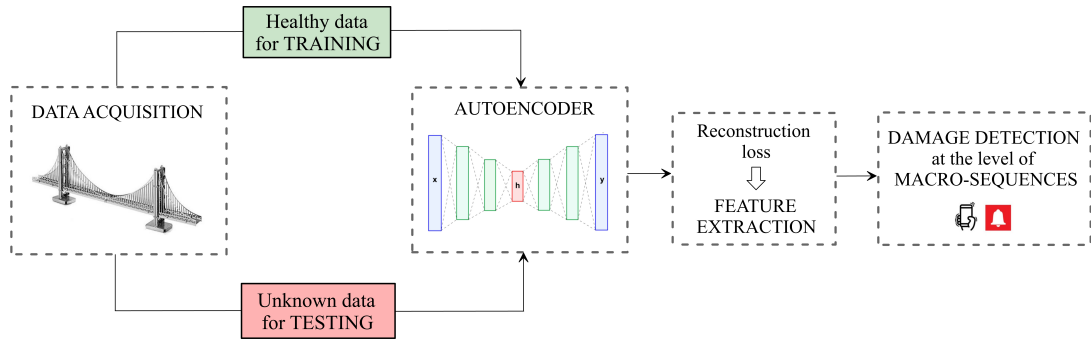 Healthy data
for TRAINING
DATA ACQUISITION
AUTOENCODER
x
h
y
Reconstruction
loss
FEATURE
EXTRACTION
DAMAGE DETECTION
at the level of
MACRO-SEQUENCES
Unknown data
for TESTING